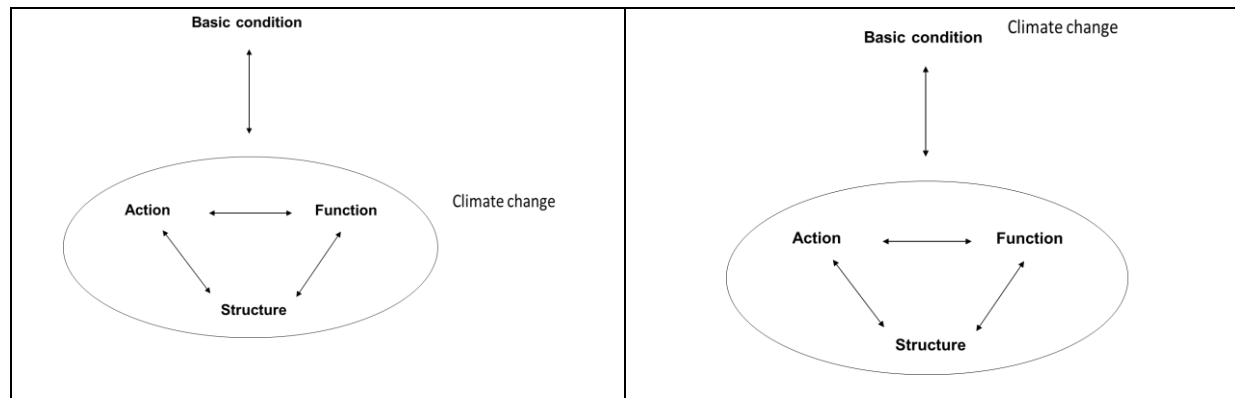 Basic condition
Climate change
Action
Function
Structure
Climate change
Basic condition
Action
Function
Structure